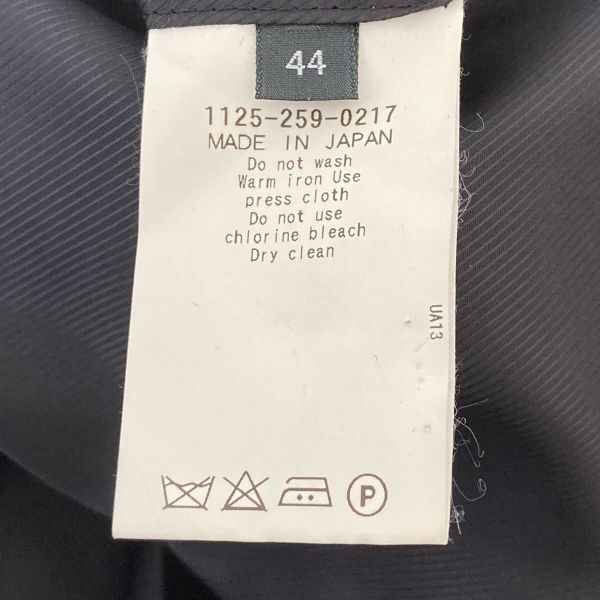 44
1125-259-0217
MADE IN JAPAN
Do not wash
Warm iron Use
press cloth
Do not use
chlorine bleach
Dry clean
UA13
P